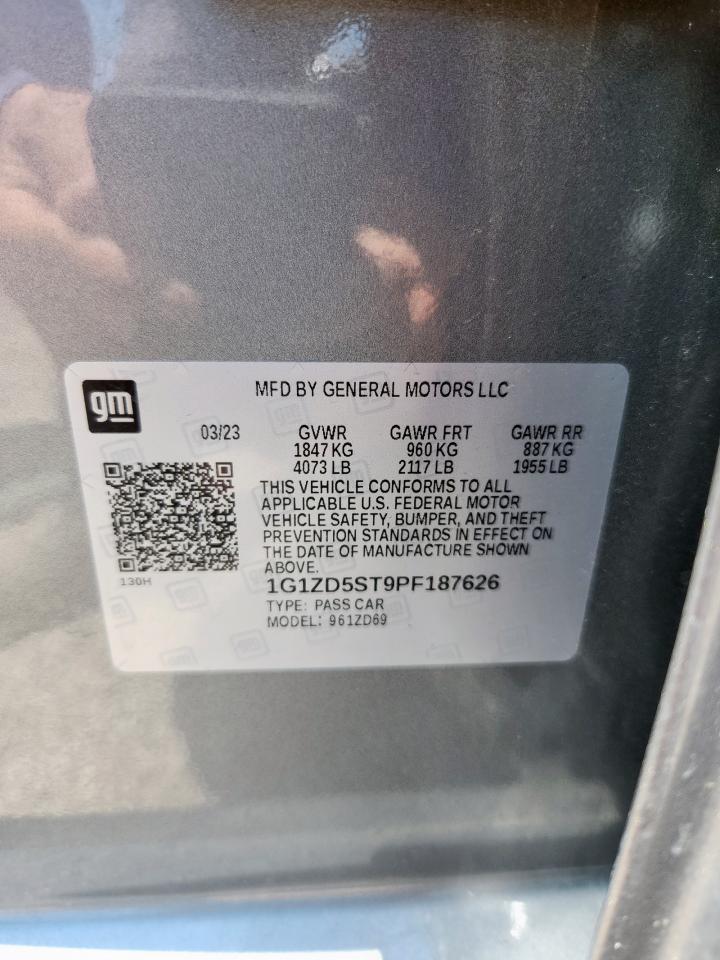 gm
MFD BY GENERAL MOTORS LLC
03/23 GVWR GAWR FRT GAWR RR
1847 KG 960 KG 887 KG
4073 LB 2117 LB 1955 LB
THIS VEHICLE CONFORMS TO ALL
APPLICABLE U.S. FEDERAL MOTOR
VEHICLE SAFETY, BUMPER, AND THEFT
PREVENTION STANDARDS IN EFFECT ON
THE DATE OF MANUFACTURE SHOWN
ABOVE.
130H
1G1ZD5ST9PF187626
TYPE: PASS CAR
MODEL: 961ZD69